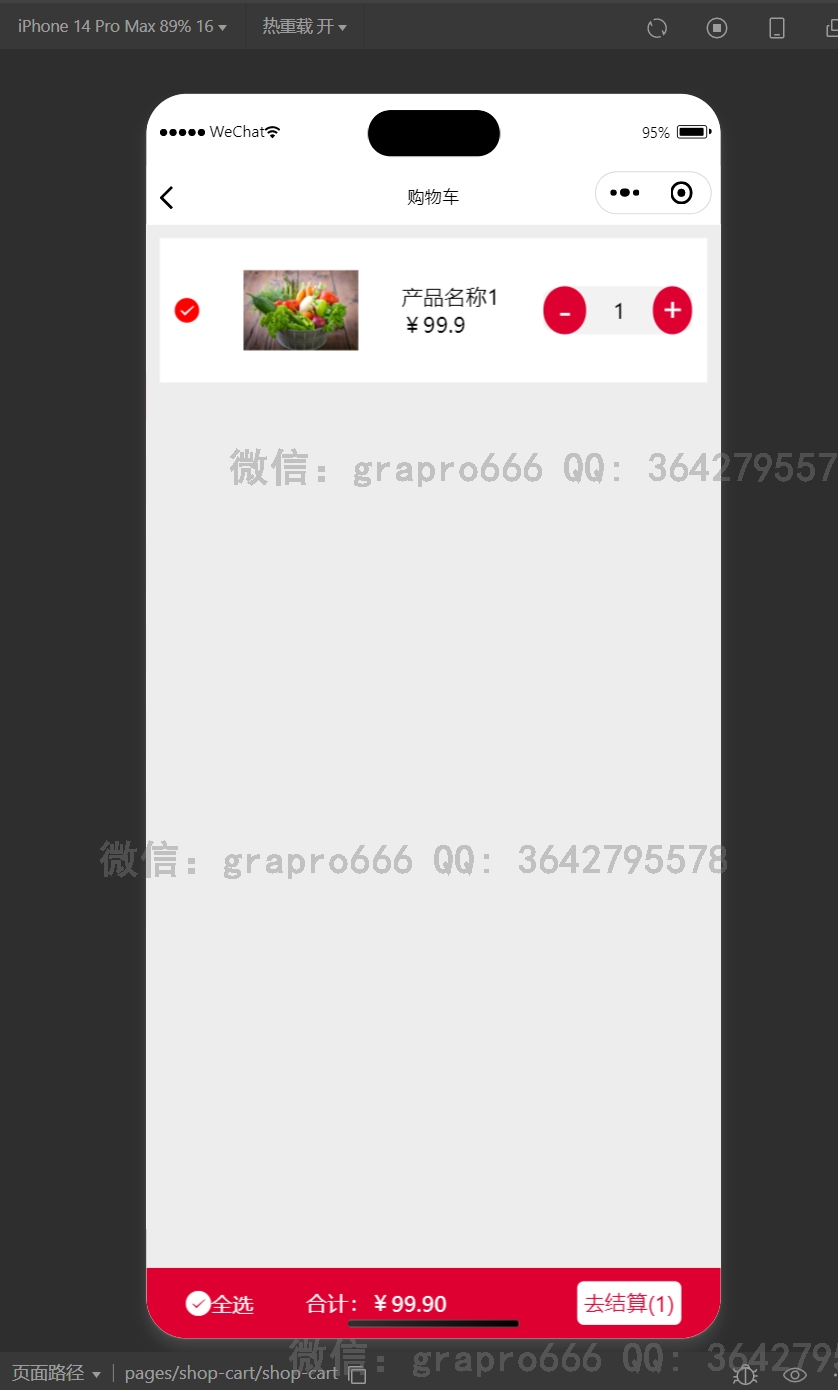 iPhone 14 Pro Max 89% 16 热重载 开
WeChat 95%
购物车
产品名称1
￥99.9
- 1 +
微信：grapro666 QQ: 364279557
微信：grapro666 QQ: 3642795578
全选 合计：￥99.90 去结算(1)
微信：grapro666 QQ: 3642795
页面路径 pages/shop-cart/shop-cart